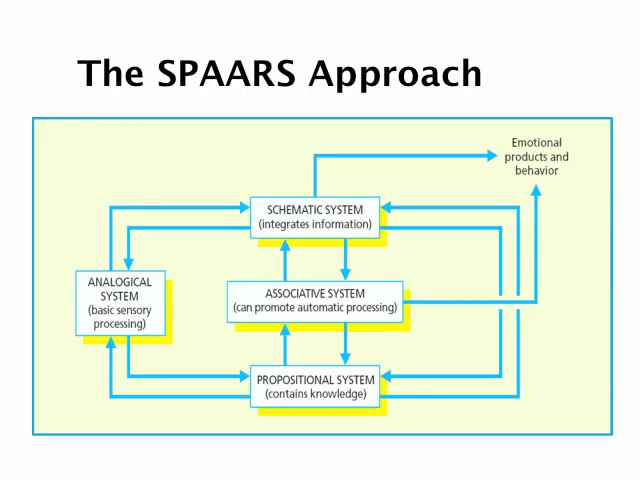 The SPAARS Approach
Emotional
products and
behavior
SCHEMATIC SYSTEM
(integrates information)
ANALOGICAL
SYSTEM
(basic sensory
processing)
ASSOCIATIVE SYSTEM
(can promote automatic processing)
PROPOSITIONAL SYSTEM
(contains knowledge)